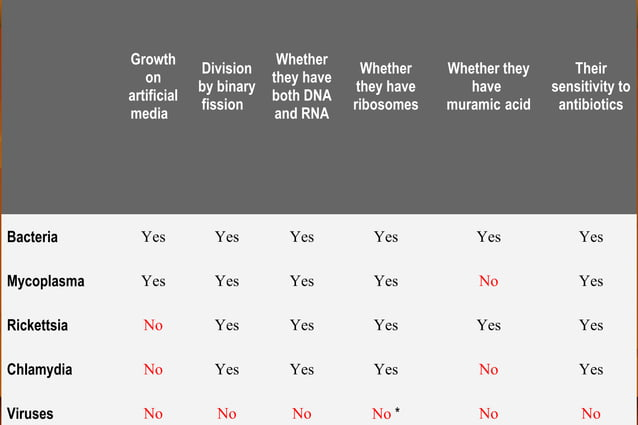 Growth on artificial media
Division by binary fission
Whether they have both DNA and RNA
Whether they have ribosomes
Whether they have muramic acid
Their sensitivity to antibiotics
Bacteria Yes Yes Yes Yes Yes Yes
Mycoplasma Yes Yes Yes Yes No Yes
Rickettsia No Yes Yes Yes Yes Yes
Chlamydia No Yes Yes Yes No Yes
Viruses No No No No * No No